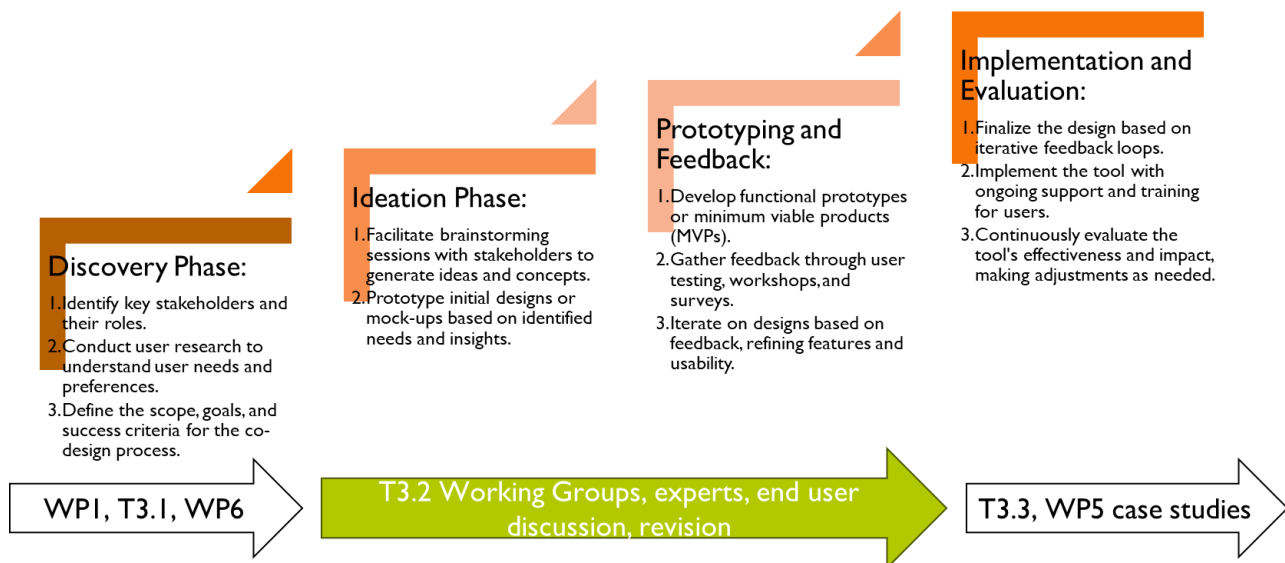 Discovery Phase:
1.Identify key stakeholders and
their roles.
2.Conduct user research to
understand user needs and
preferences.
3.Define the scope, goals, and
success criteria for the co-
design process.
Ideation Phase:
1.Facilitate brainstorming
sessions with stakeholders to
generate ideas and concepts.
2.Prototype initial designs or
mock-ups based on identified
needs and insights.
Prototyping and
Feedback:
1.Develop functional prototypes
or minimum viable products
(MVPs).
2.Gather feedback through user
testing, workshops, and
surveys.
3.Iterate on designs based on
feedback, refining features and
usability.
Implementation and
Evaluation:
1.Finalize the design based on
iterative feedback loops.
2.Implement the tool with
ongoing support and training
for users.
3.Continuously evaluate the
tool's effectiveness and impact,
making adjustments as needed.
WP1, T3.1, WP6
T3.2 Working Groups, experts, end user
discussion, revision
T3.3, WP5 case studies